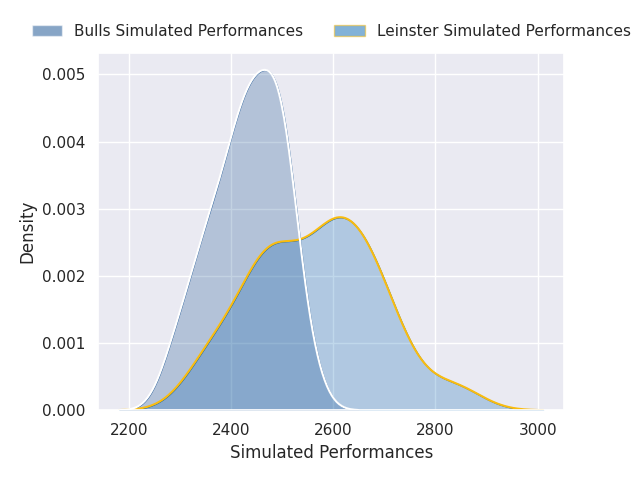 Bulls Simulated Performances
Leinster Simulated Performances
0.005
0.004
0.003
0.002
0.001
0.000
Density
2200 2400 2600 2800 3000
Simulated Performances